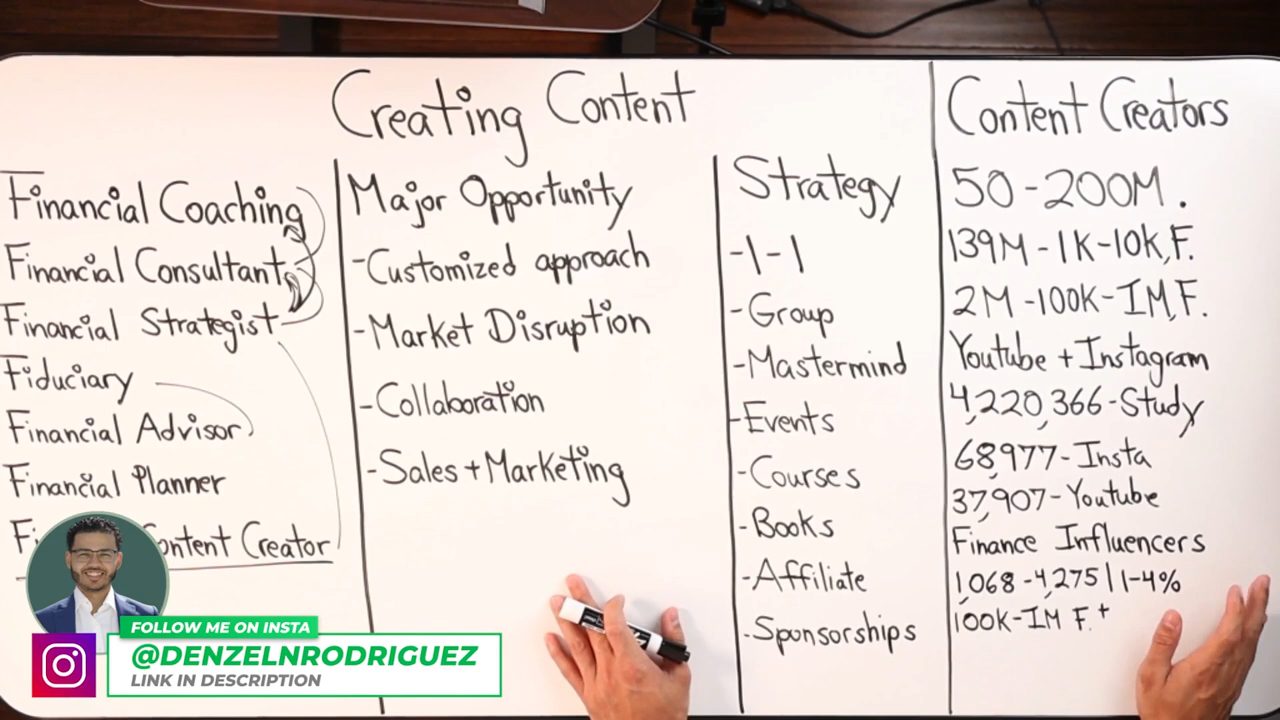 Creating Content
Financial Coaching
Financial Consultant
Financial Strategist
Fiduciary
Financial Advisor
Financial Planner
Content Creator
Major Opportunity
-Customized approach
-Market Disruption
-Collaboration
-Sales + Marketing
Strategy
-1-1
-Group
-Mastermind
-Events
-Courses
-Books
-Affiliate
-Sponsorships
Content Creators
50-200M.
139M-1K-10K,F.
2M-100K-1M,F.
Youtube + Instagram
4,220,366-Study
68,977-Insta
37,907-Youtube
Finance Influencers
1,068-4,275 | 1-4%
100K-1M F.+
FOLLOW ME ON INSTA
@DENZELNRODRIGUEZ
LINK IN DESCRIPTION